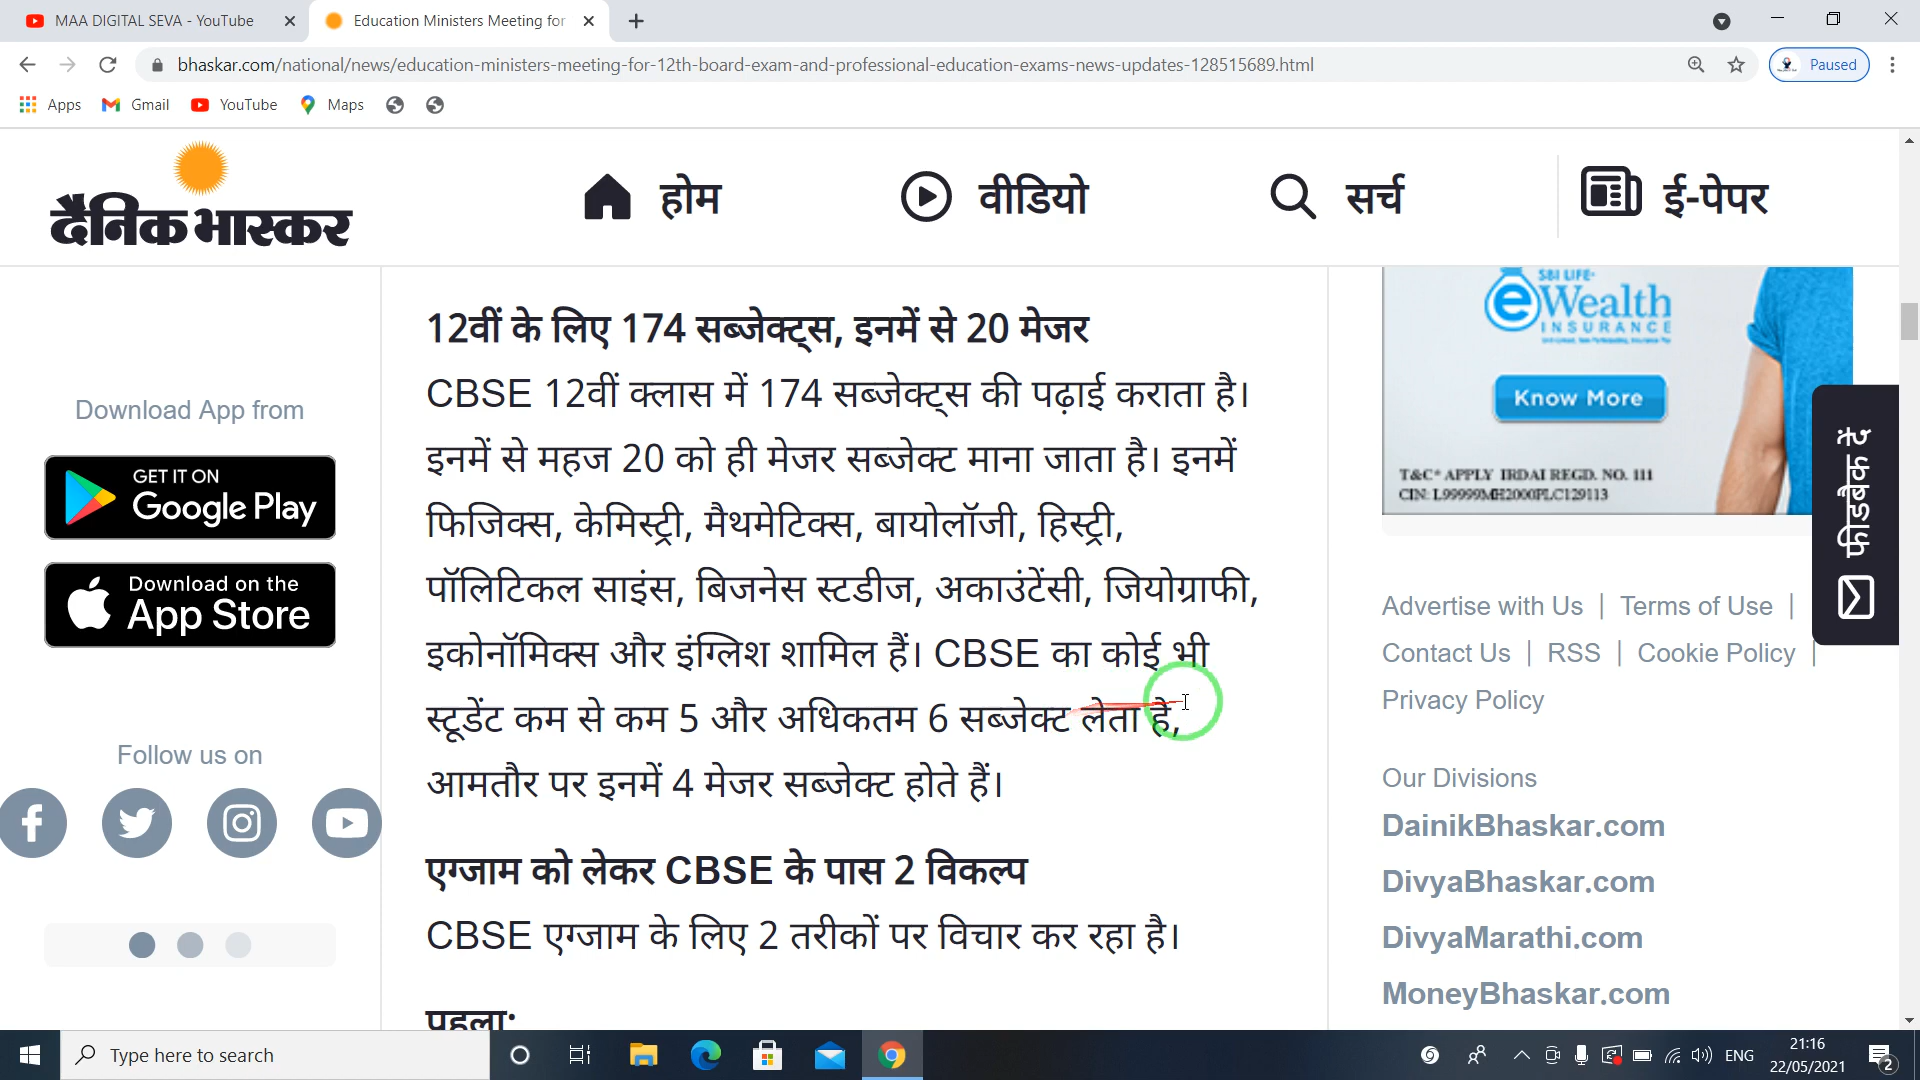 MAA DIGITAL SEVA - YouTube
Education Ministers Meeting for
bhaskar.com/national/news/education-ministers-meeting-for-12th-board-exam-and-professional-education-exams-news-updates-128515689.html
Paused
Apps
Gmail
YouTube
Maps
दैनिक भास्कर
होम
वीडियो
सर्च
ई-पेपर
Download App from
GET IT ON
Google Play
Download on the
App Store
Follow us on
12वीं के लिए 174 सब्जेक्ट्स, इनमें से 20 मेजर
CBSE 12वीं क्लास में 174 सब्जेक्ट्स की पढ़ाई कराता है।
इनमें से महज 20 को ही मेजर सब्जेक्ट माना जाता है। इनमें
फिजिक्स, केमिस्ट्री, मैथमेटिक्स, बायोलॉजी, हिस्ट्री,
पॉलिटिकल साइंस, बिजनेस स्टडीज, अकाउंटेंसी, जियोग्राफी,
इकोनॉमिक्स और इंग्लिश शामिल हैं। CBSE का कोई भी
स्टूडेंट कम से कम 5 और अधिकतम 6 सब्जेक्ट लेता है,
आमतौर पर इनमें 4 मेजर सब्जेक्ट होते हैं।
एग्जाम को लेकर CBSE के पास 2 विकल्प
CBSE एग्जाम के लिए 2 तरीकों पर विचार कर रहा है।
पहला:
SBI LIFE-
eWealth
INSURANCE
Know More
T&C* APPLY IRDAI REGD. NO. 111
CIN: L99999MH2000PLC129113
फीडबैक दें
Advertise with Us | Terms of Use |
Contact Us | RSS | Cookie Policy |
Privacy Policy
Our Divisions
DainikBhaskar.com
DivyaBhaskar.com
DivyaMarathi.com
MoneyBhaskar.com
Type here to search
ENG
21:16
22/05/2021
2